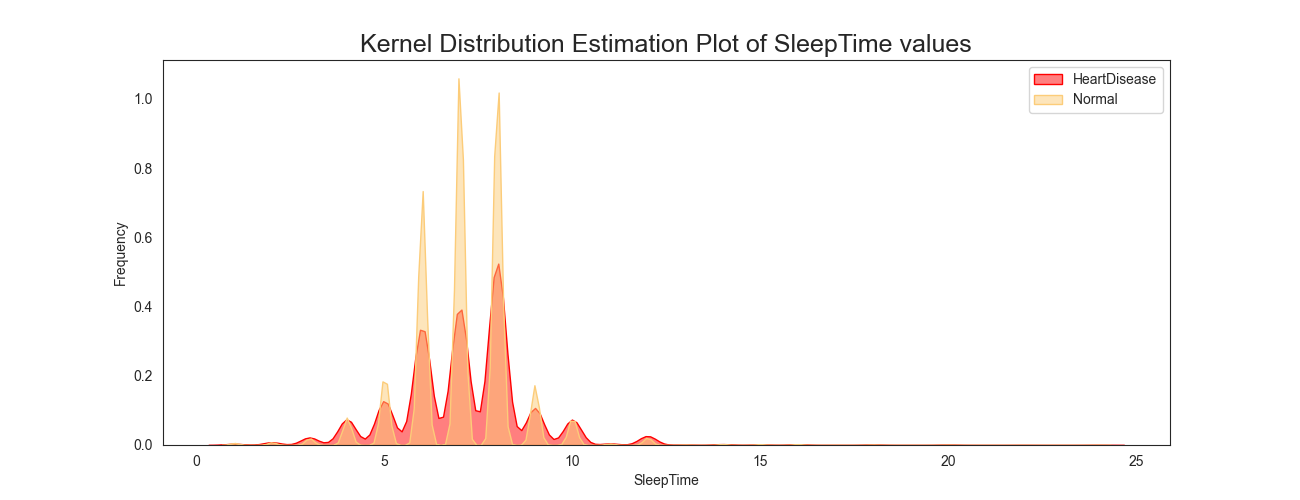 Kernel Distribution Estimation Plot of SleepTime values
HeartDisease
Normal
1.0
0.8
0.6
0.4
0.2
0.0
Frequency
0 5 10 15 20 25
SleepTime